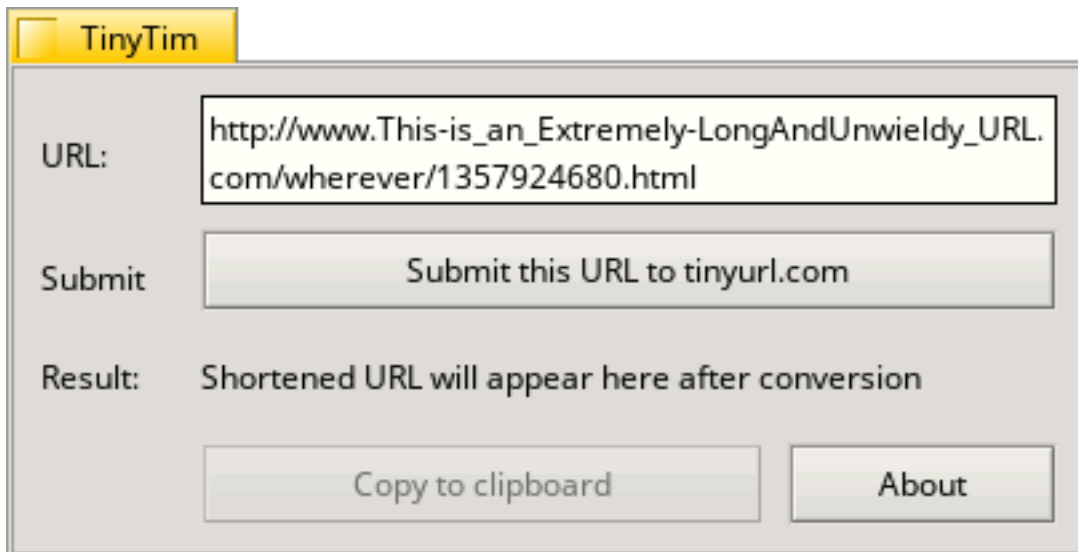 TinyTim
URL:
http://www.This-is_an_Extremely-LongAndUnwieldy_URL.
com/wherever/1357924680.html
Submit
Submit this URL to tinyurl.com
Result:
Shortened URL will appear here after conversion
Copy to clipboard
About